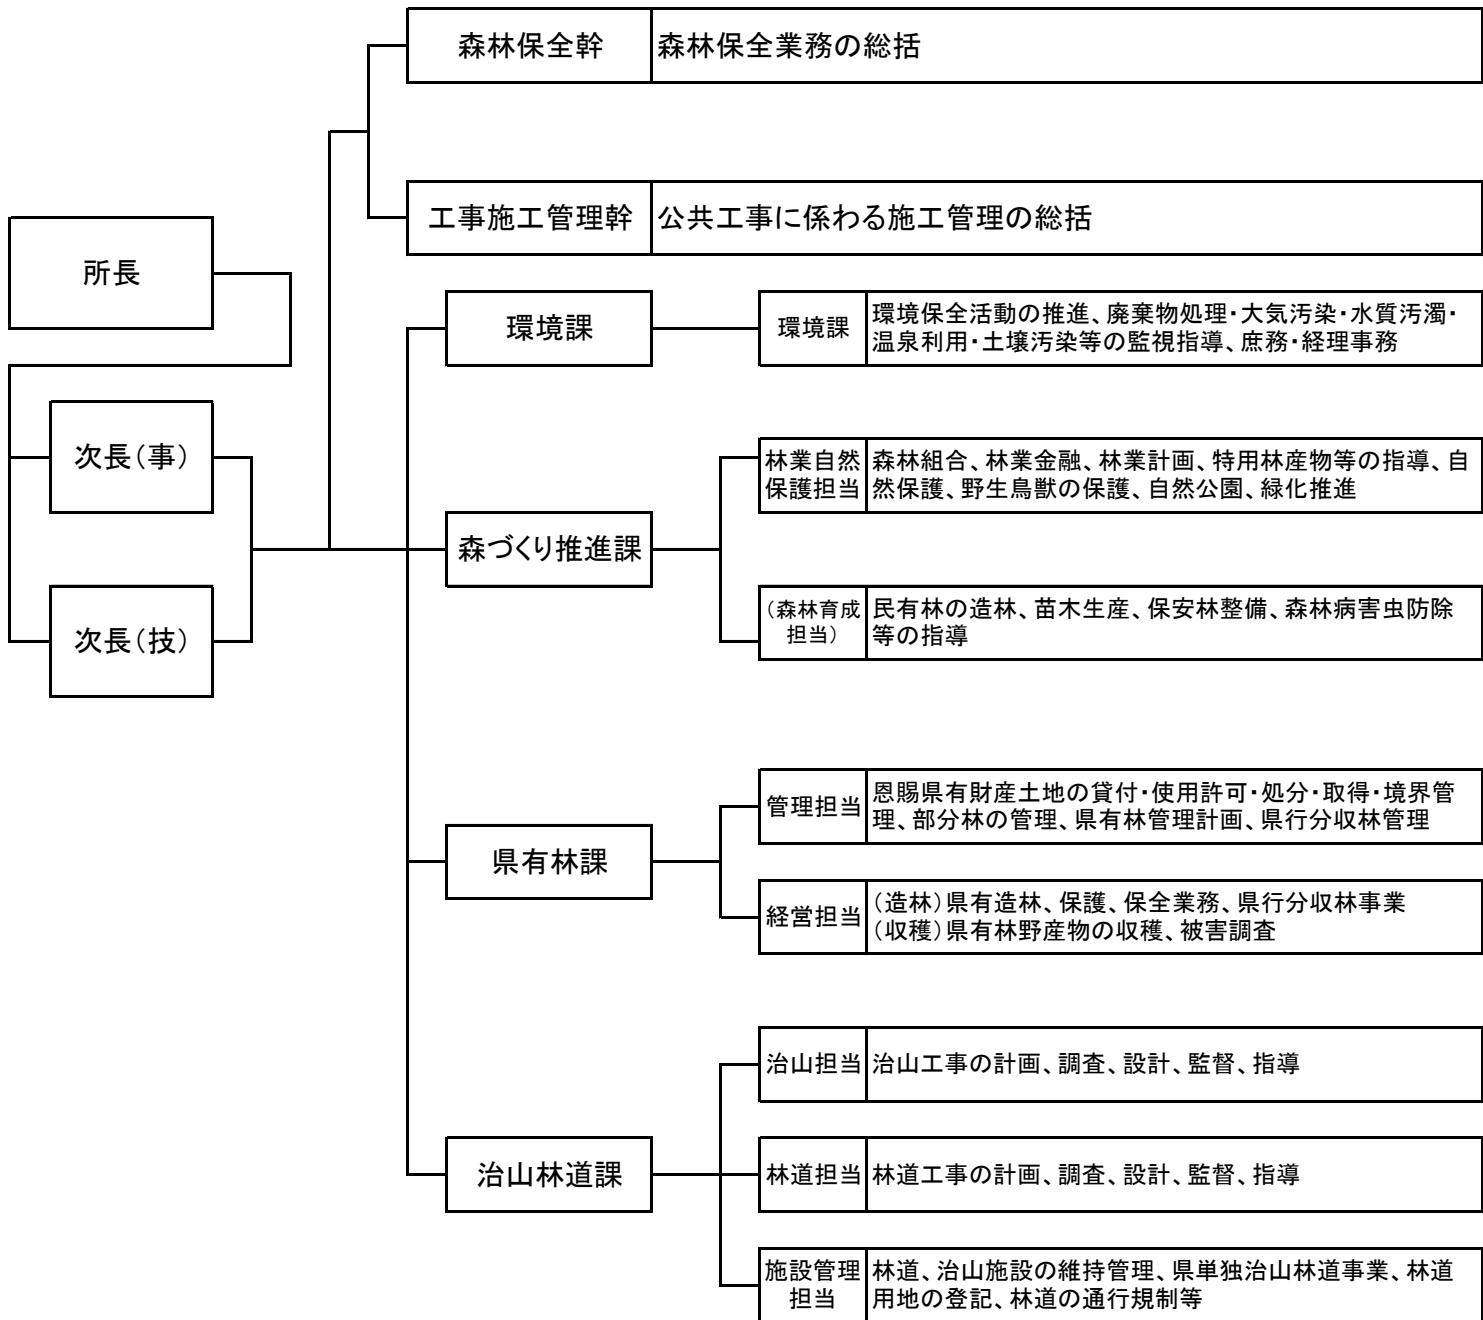 森林保全幹
森林保全業務の総括
工事施工管理幹
公共工事に係わる施工管理の総括
所長
次長(事)
次長(技)
環境課
環境課
環境保全活動の推進、廃棄物処理・大気汚染・水質汚濁・
温泉利用・土壌汚染等の監視指導、庶務・経理事務
森づくり推進課
林業自然
保護担当
森林組合、林業金融、林業計画、特用林産物等の指導、自
然保護、野生鳥獣の保護、自然公園、緑化推進
(森林育成
担当)
民有林の造林、苗木生産、保安林整備、森林病害虫防除
等の指導
県有林課
管理担当
恩賜県有財産土地の貸付・使用許可・処分・取得・境界管
理、部分林の管理、県有林管理計画、県行分収林管理
経営担当
(造林)県有造林、保護、保全業務、県行分収林事業
(収穫)県有林野産物の収穫、被害調査
治山林道課
治山担当
治山工事の計画、調査、設計、監督、指導
林道担当
林道工事の計画、調査、設計、監督、指導
施設管理
担当
林道、治山施設の維持管理、県単独治山林道事業、林道
用地の登記、林道の通行規制等